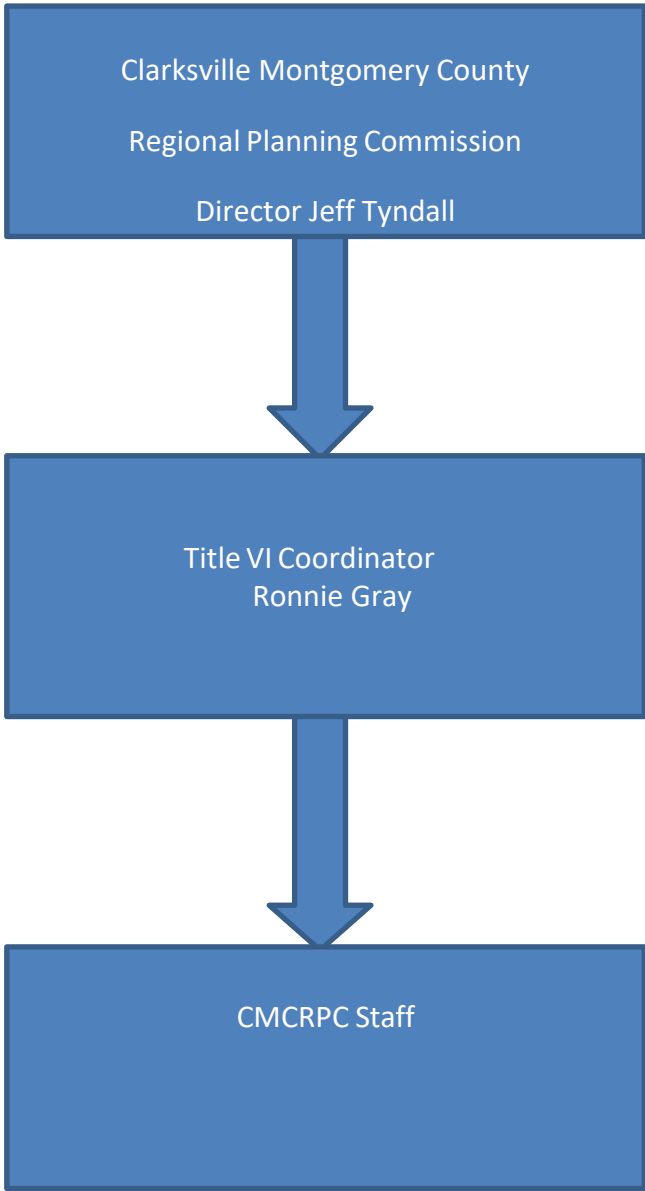 Clarksville Montgomery County
Regional Planning Commission
Director Jeff Tyndall
Title VI Coordinator
Ronnie Gray
CMCRPC Staff